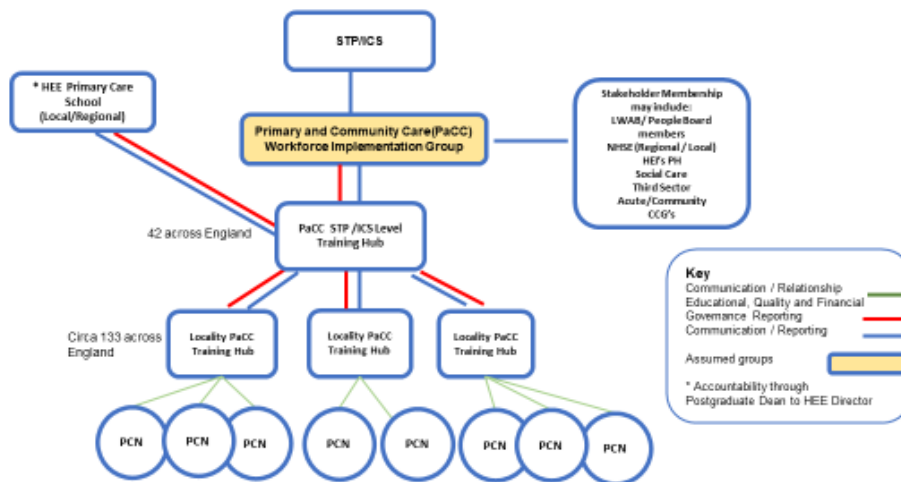 STP/ICS
* HEE Primary Care
School
(Local/Regional)
Primary and Community Care(PaCC)
Workforce Implementation Group
Stakeholder Membership
may include:
LWAB/ PeopleBoard
members
NHSE (Regional / Local)
HEI's PH
Social Care
Third Sector
Acute/Community
CCG's
42 across England
PaCC STP /ICS Level
Training Hub
Circa 133 across
England
Locality PaCC
Training Hub
Locality PaCC
Training Hub
Locality PaCC
Training Hub
PCN
PCN
PCN
PCN
PCN
PCN
PCN
PCN
Key
Communication / Relationship
Educational, Quality and Financial
Governance Reporting
Communication / Reporting
Assumed groups
* Accountability through
Postgraduate Dean to HEE Director